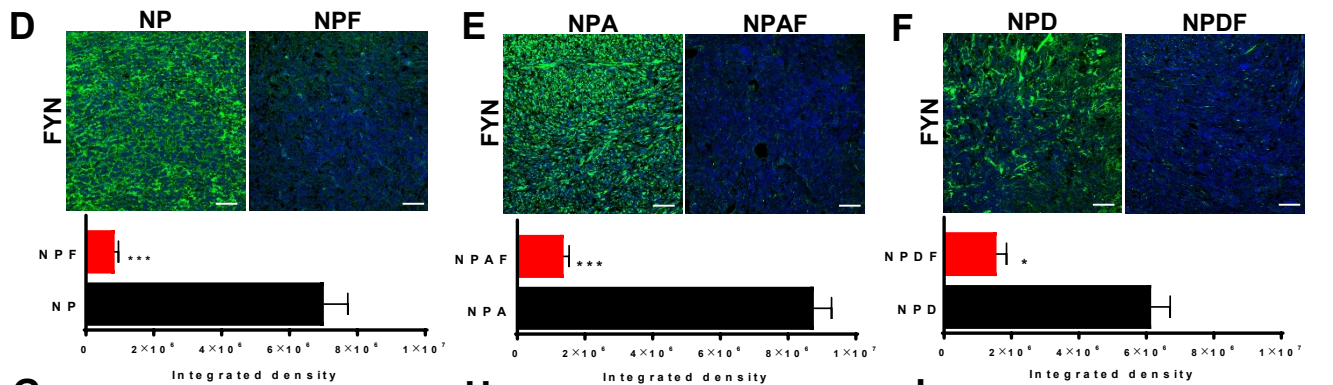 D
NP
NPF
FYN
NPF
***
NP
0
2×10⁶
4×10⁶
6×10⁶
8×10⁶
1×10⁷
Integrated density
E
NPA
NPAF
FYN
NPAF
***
NPA
0
2×10⁶
4×10⁶
6×10⁶
8×10⁶
1×10⁷
Integrated density
F
NPD
NPDF
FYN
NPDF
*
NPD
0
2×10⁶
4×10⁶
6×10⁶
8×10⁶
1×10⁷
Integrated density